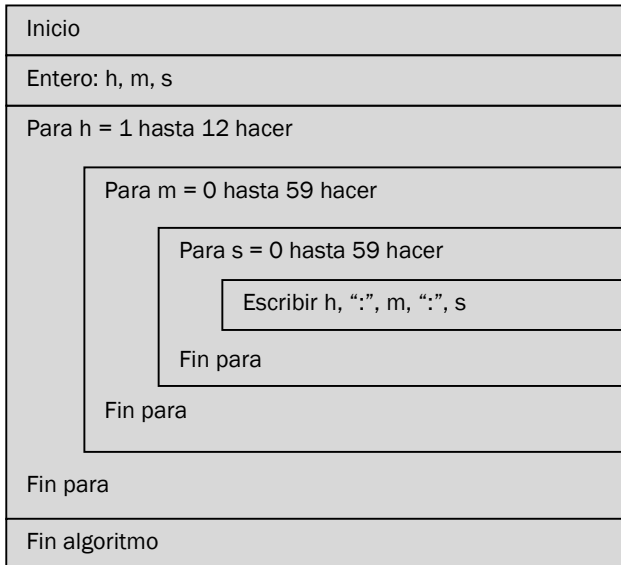 Inicio
Entero: h, m, s
Para h = 1 hasta 12 hacer
Para m = 0 hasta 59 hacer
Para s = 0 hasta 59 hacer
Escribir h, “:”, m, “:”, s
Fin para
Fin para
Fin para
Fin algoritmo